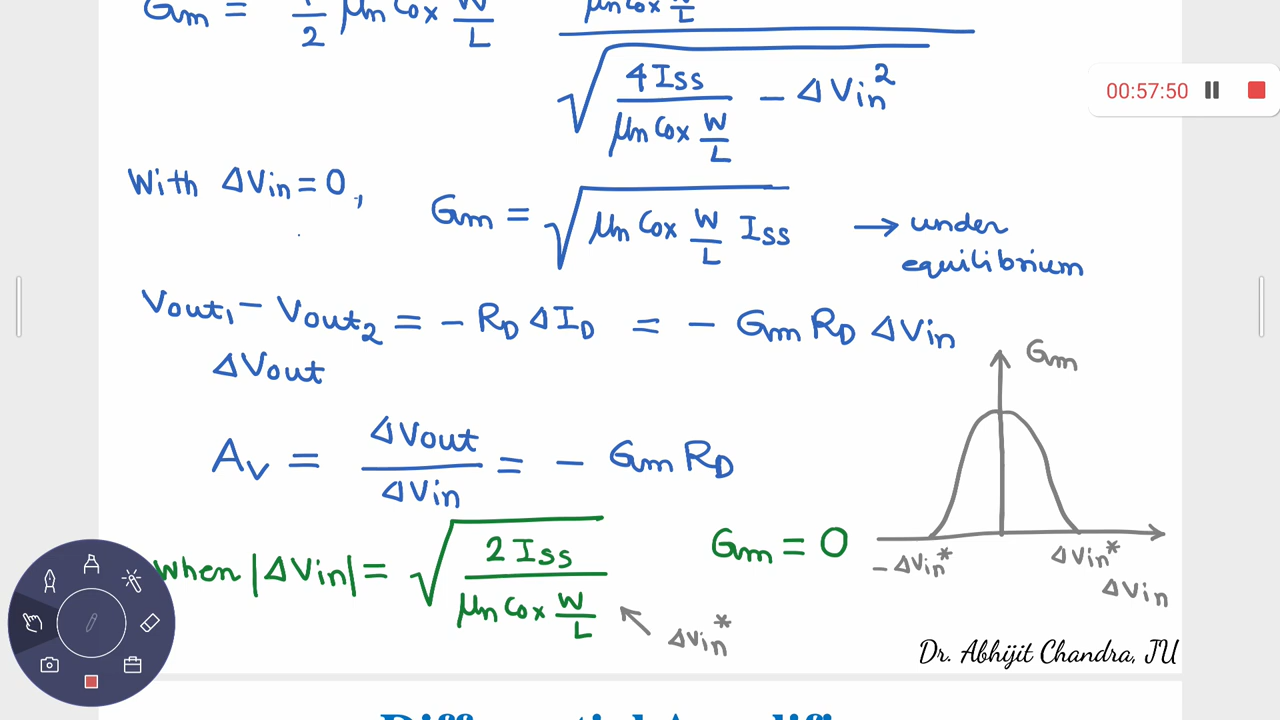 Gm = 1/2 μn Cox W/L μn Cox W/L / √(4Iss / (μn Cox W/L) − ΔVin²)
00:57:50
With ΔVin = 0, Gm = √(μn Cox W/L Iss) → under
equilibrium
Vout1 − Vout2 = − RD ΔID = − Gm RD ΔVin
ΔVout
Gm
Av = ΔVout / ΔVin = − Gm RD
when |ΔVin| = √(2Iss / (μn Cox W/L)) Gm = 0
− ΔVin* ΔVin*
ΔVin
ΔVin*
Dr. Abhijit Chandra, JU